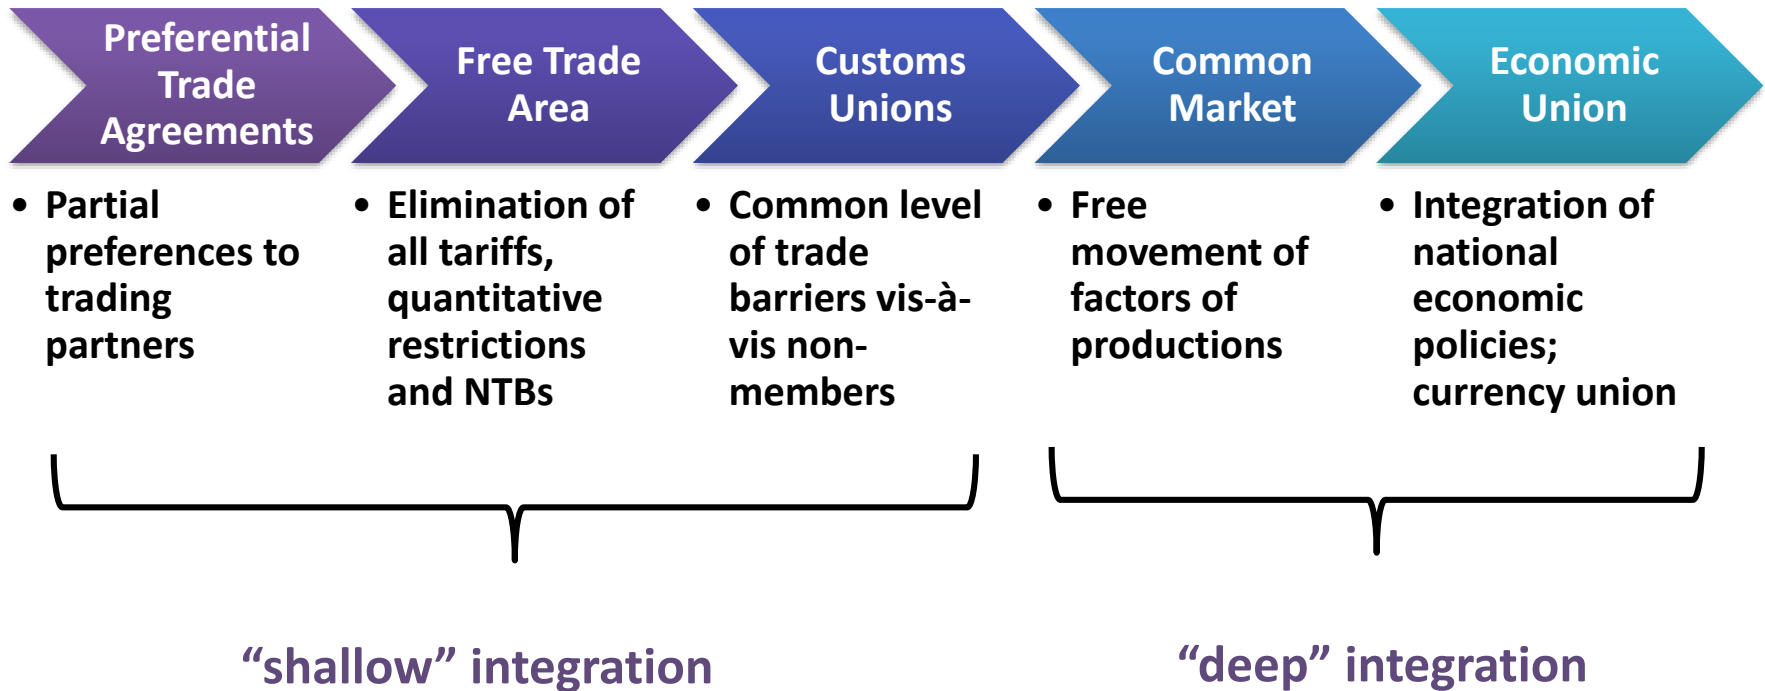 Preferential
Trade
Agreements
• Partial
preferences to
trading
partners
Free Trade
Area
• Elimination of
all tariffs,
quantitative
restrictions
and NTBs
Customs
Unions
• Common level
of trade
barriers vis-à-
vis non-
members
Common
Market
• Free
movement of
factors of
productions
Economic
Union
• Integration of
national
economic
policies;
currency union
“shallow” integration
“deep” integration